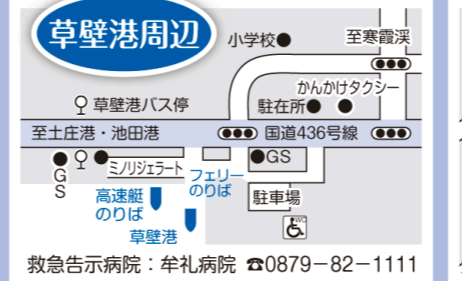 草壁港周辺
小学校
至寒霞渓
かんかけタクシー
草壁港バス停
駐在所
至土庄港・池田港
国道436号線
GS
ミノリジェラート
GS
フェリー
のりば
高速艇
のりば
駐車場
WC
草壁港
救急告示病院：牟礼病院 ☎0879－82－1111